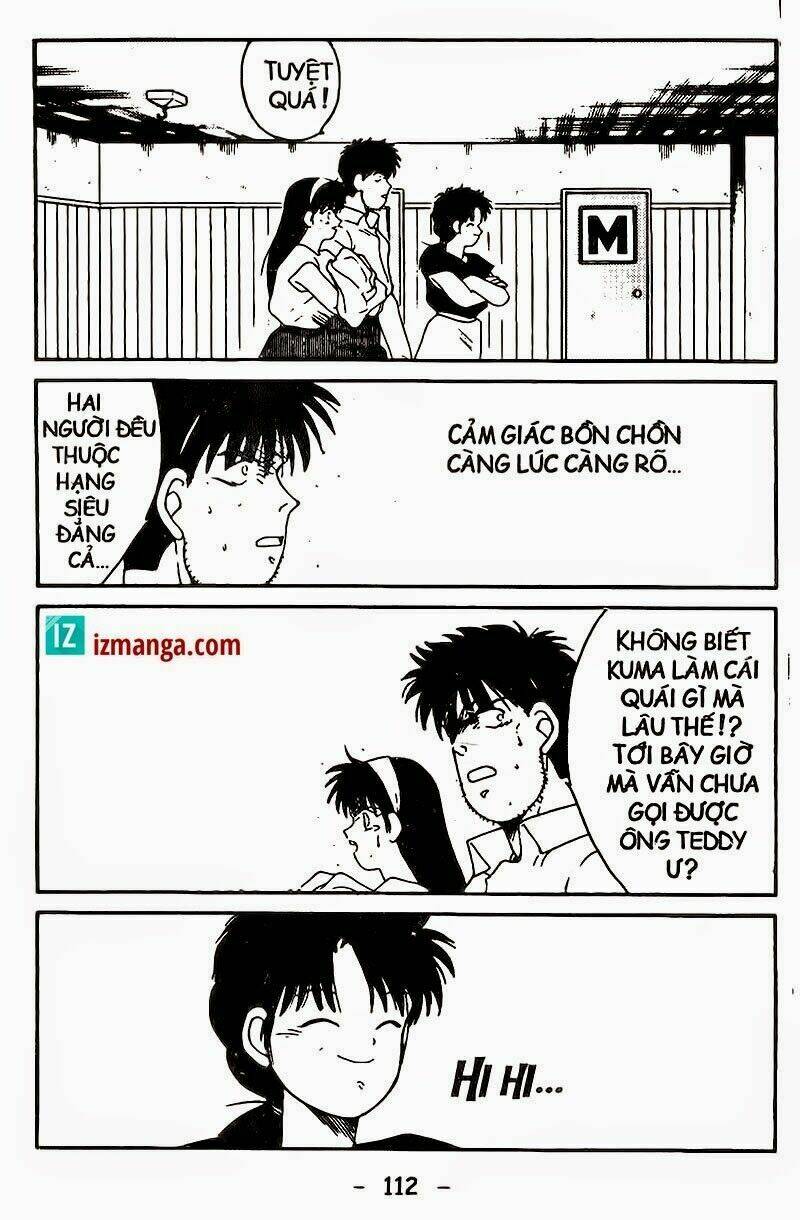 TUYỆT
QUÁ!
M
HAI
NGƯỜI ĐỀU
THUỘC
HẠNG
SIÊU
ĐẲNG
CẢ...
CẢM GIÁC BỒN CHỒN
CÀNG LÚC CÀNG RÕ...
IZ izmanga.com
KHÔNG BIẾT
KUMA LÀM CÁI
QUÁI GÌ MÀ
LÂU THẾ!?
TỚI BÂY GIỜ
MÀ VẪN CHƯA
GỌI ĐƯỢC
ÔNG TEDDY
Ư?
HI HI...
- 112 -